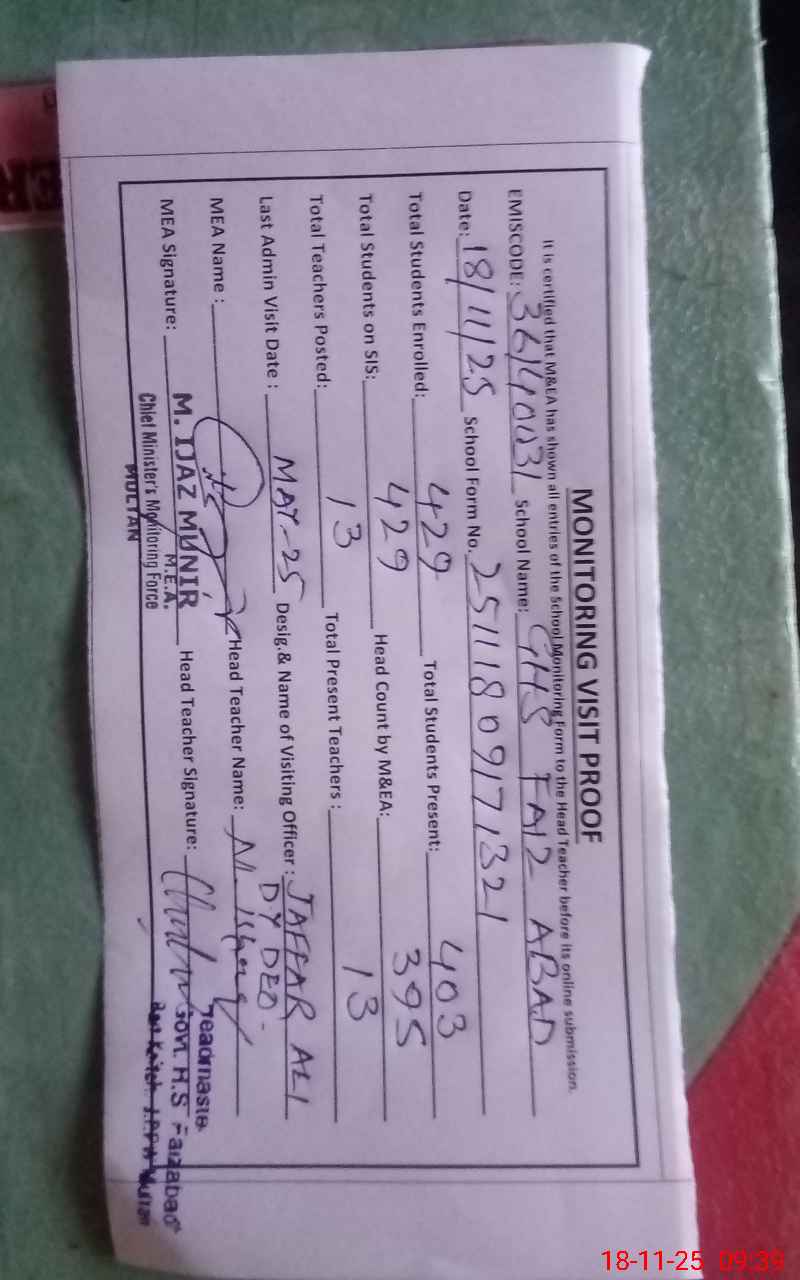 MONITORING VISIT PROOF
It is certified that M&EA has shown all entries of the School Monitoring Form to the Head Teacher before its online submission.
EMISCODE: 36140031 School Name: GHS FAIZ ABAD
Date: 18/11/25 School Form No. 25111809171321
Total Students Enrolled: 429 Total Students Present: 403
Total Students on SIS: 429 Head Count by M&EA: 395
Total Teachers Posted: 13 Total Present Teachers : 13
Last Admin Visit Date : MAY-25 Desig.& Name of Visiting Officer : JAFFAR ALI
DY DEO
MEA Name : Head Teacher Name:
MEA Signature: Head Teacher Signature:
M. IJAZ MUNIR
M.E.A.
Chief Minister's Monitoring Force
MULTAN
Govt. H.S Faizabad
Multan
18-11-25 09:39